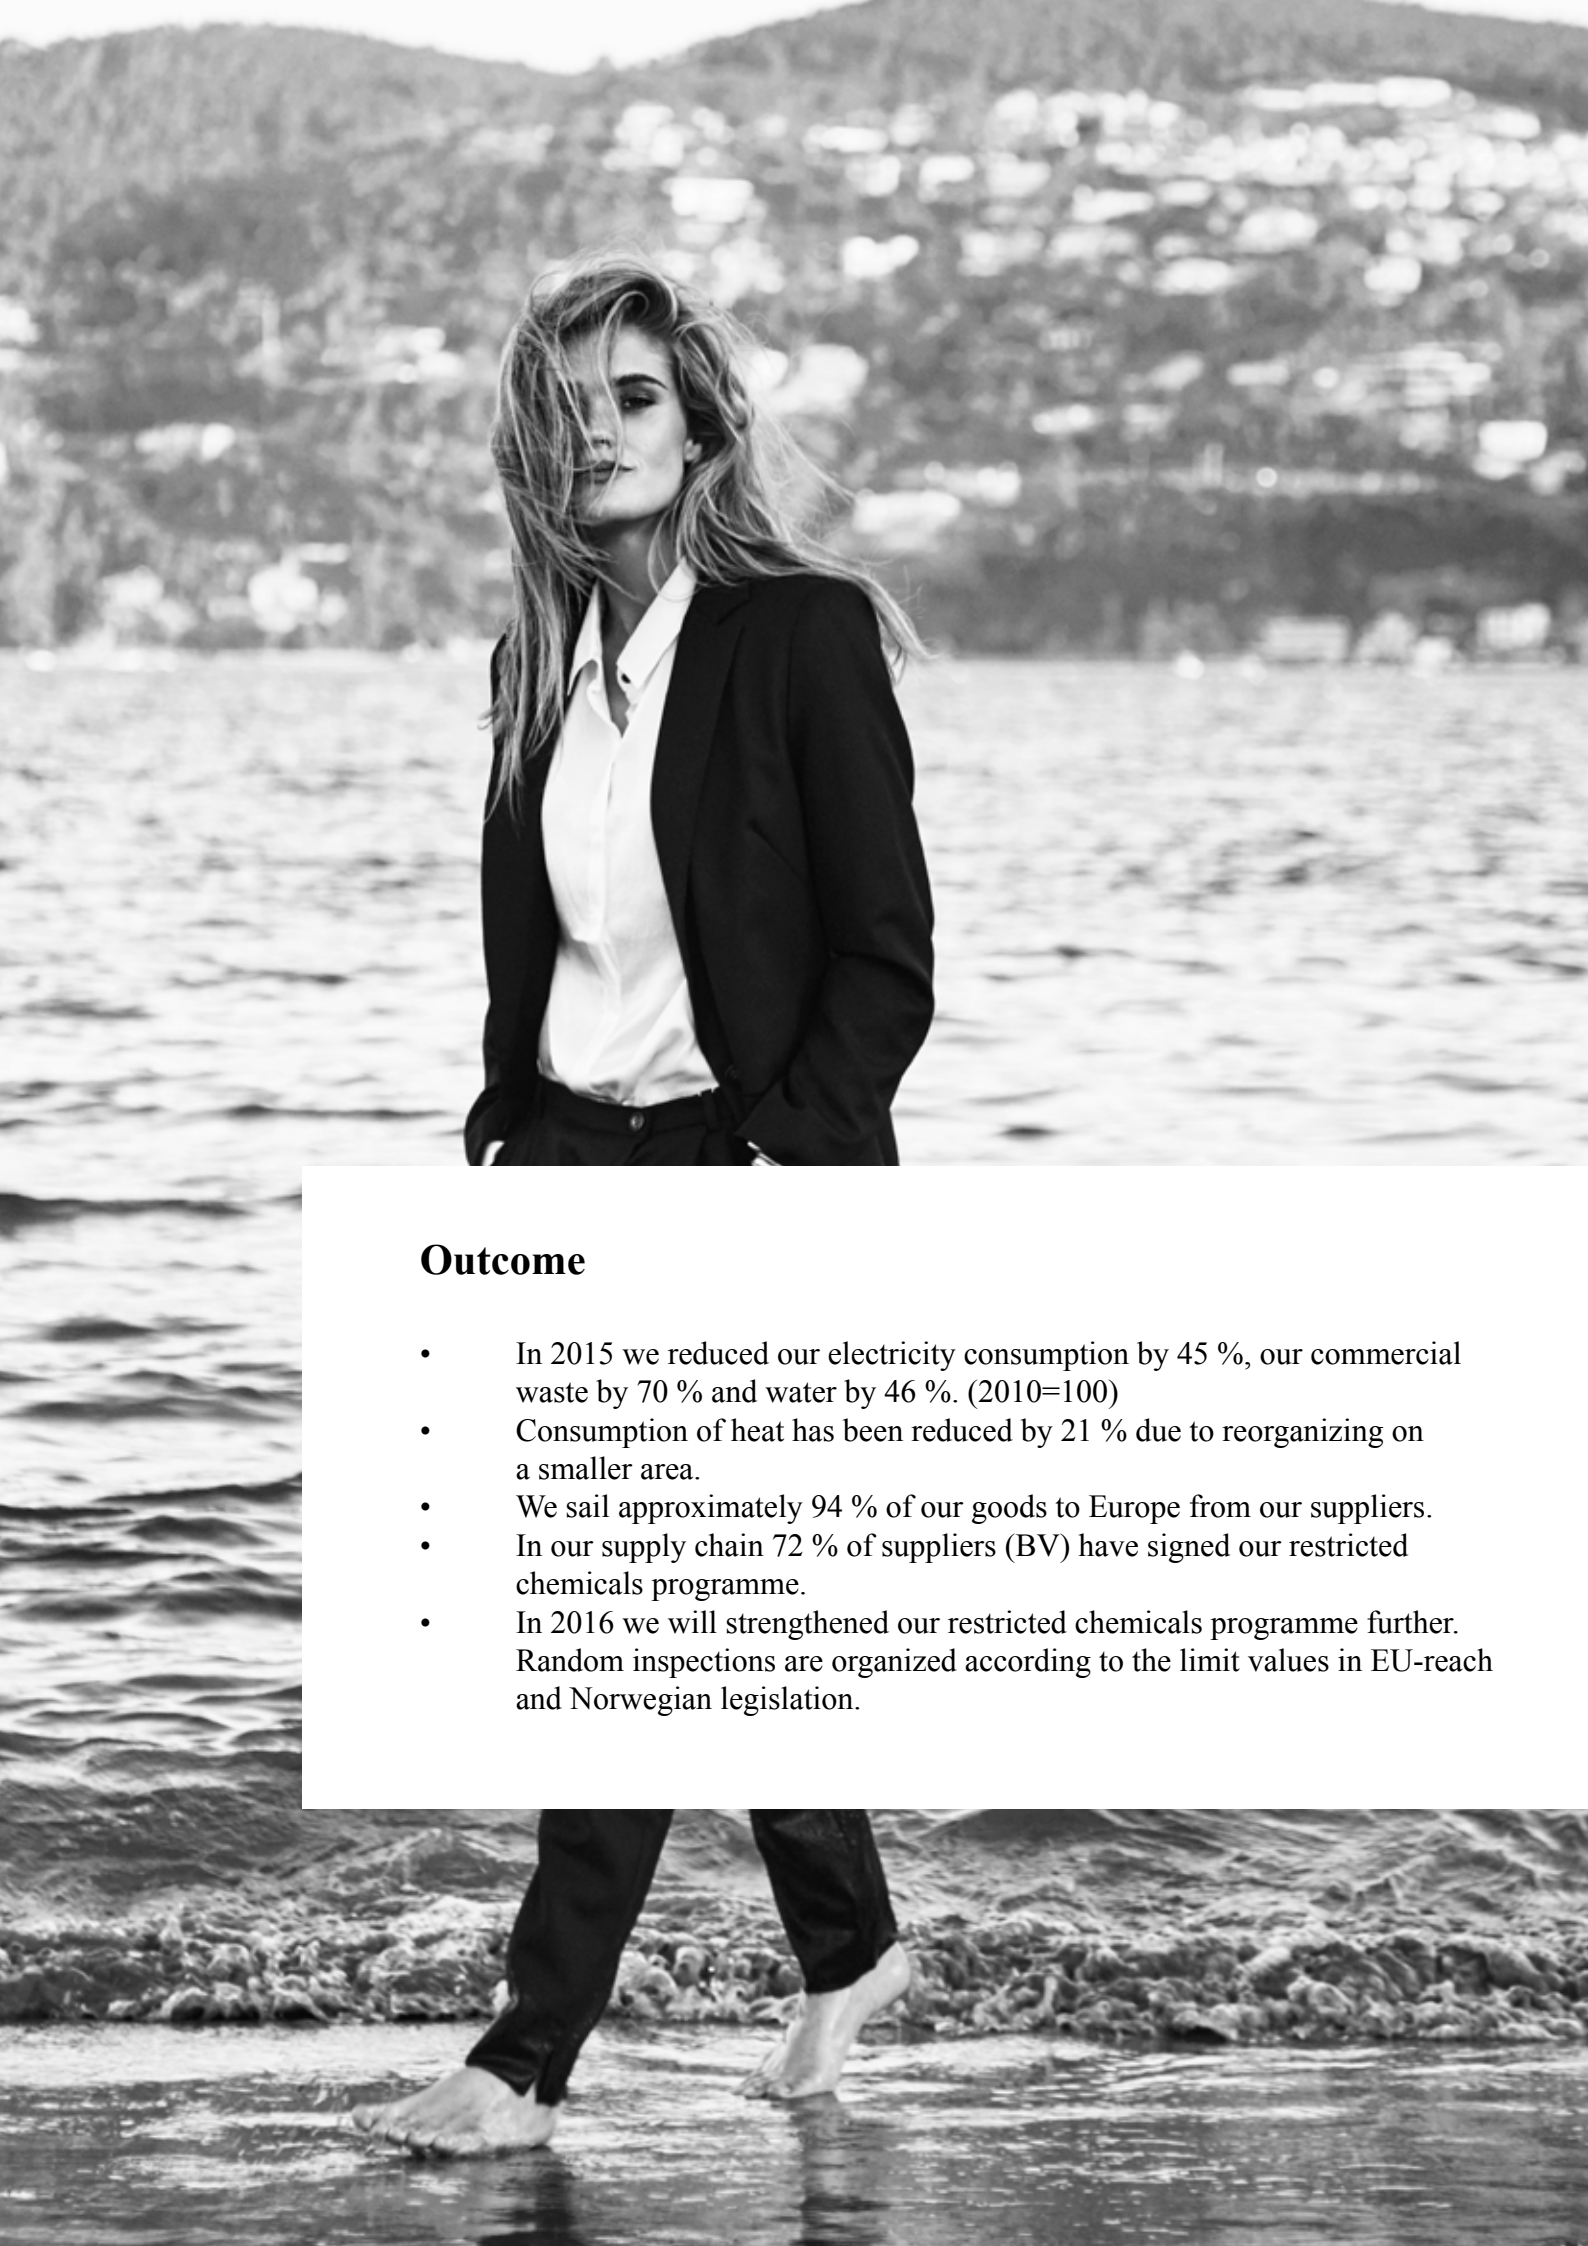 Outcome
• In 2015 we reduced our electricity consumption by 45 %, our commercial
waste by 70 % and water by 46 %. (2010=100)
• Consumption of heat has been reduced by 21 % due to reorganizing on
a smaller area.
• We sail approximately 94 % of our goods to Europe from our suppliers.
• In our supply chain 72 % of suppliers (BV) have signed our restricted
chemicals programme.
• In 2016 we will strengthened our restricted chemicals programme further.
Random inspections are organized according to the limit values in EU-reach
and Norwegian legislation.